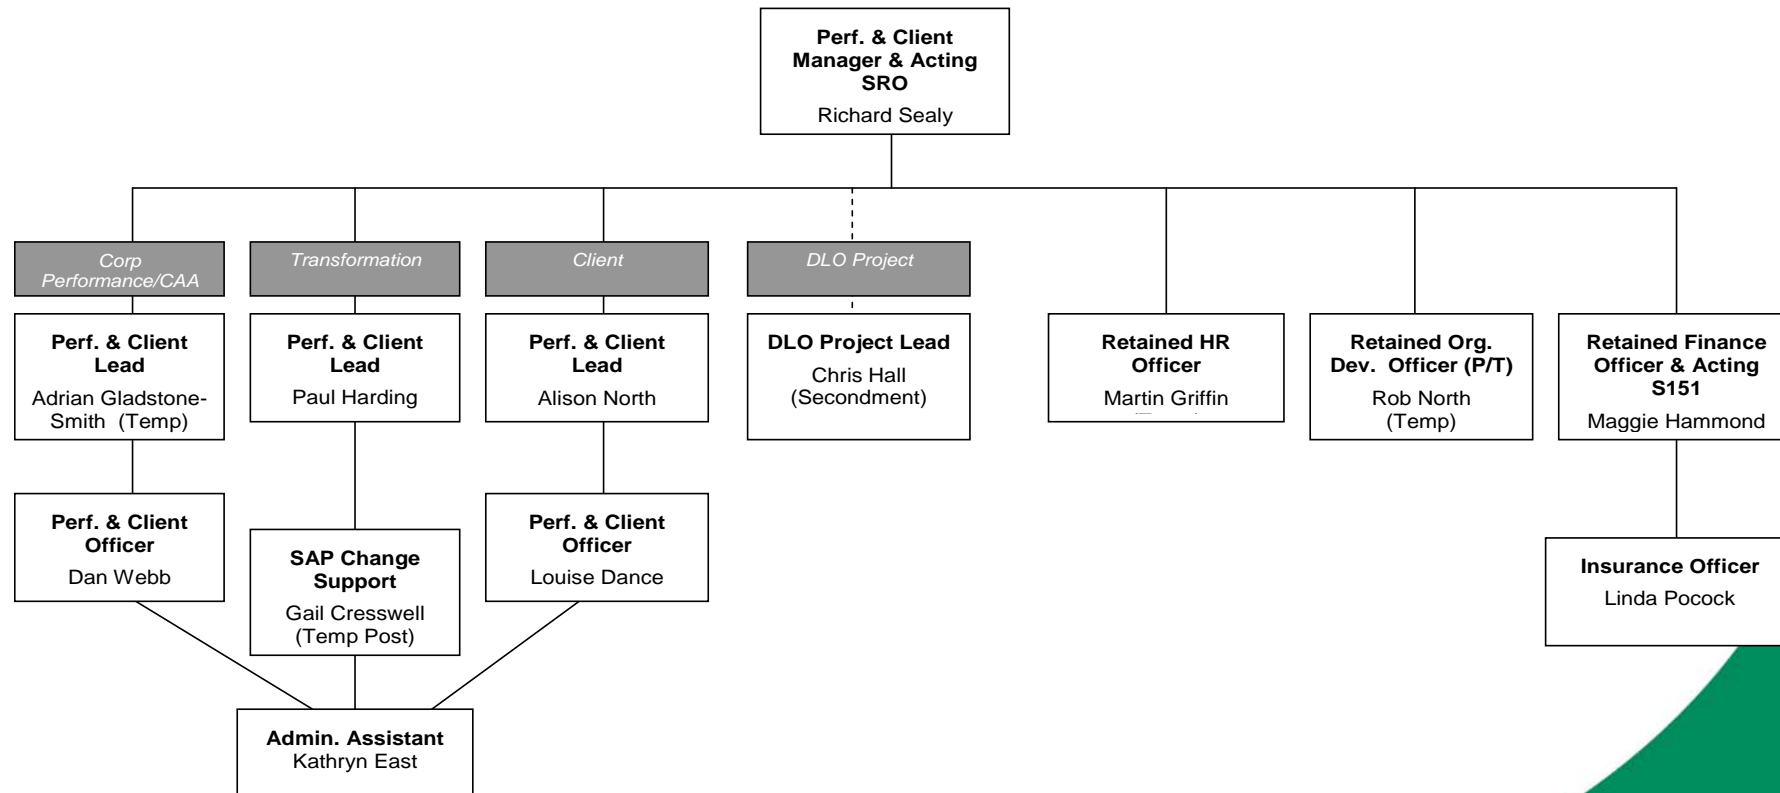 Perf. & Client
Manager & Acting
SRO
Richard Sealy
Corp
Performance/CAA
Transformation
Client
DLO Project
Perf. & Client
Lead
Adrian Gladstone-
Smith (Temp)
Perf. & Client
Lead
Paul Harding
Perf. & Client
Lead
Alison North
DLO Project Lead
Chris Hall
(Secondment)
Retained HR
Officer
Martin Griffin
Retained Org.
Dev. Officer (P/T)
Rob North
(Temp)
Retained Finance
Officer & Acting
S151
Maggie Hammond
Perf. & Client
Officer
Dan Webb
SAP Change
Support
Gail Cresswell
(Temp Post)
Perf. & Client
Officer
Louise Dance
Insurance Officer
Linda Pocock
Admin. Assistant
Kathryn East